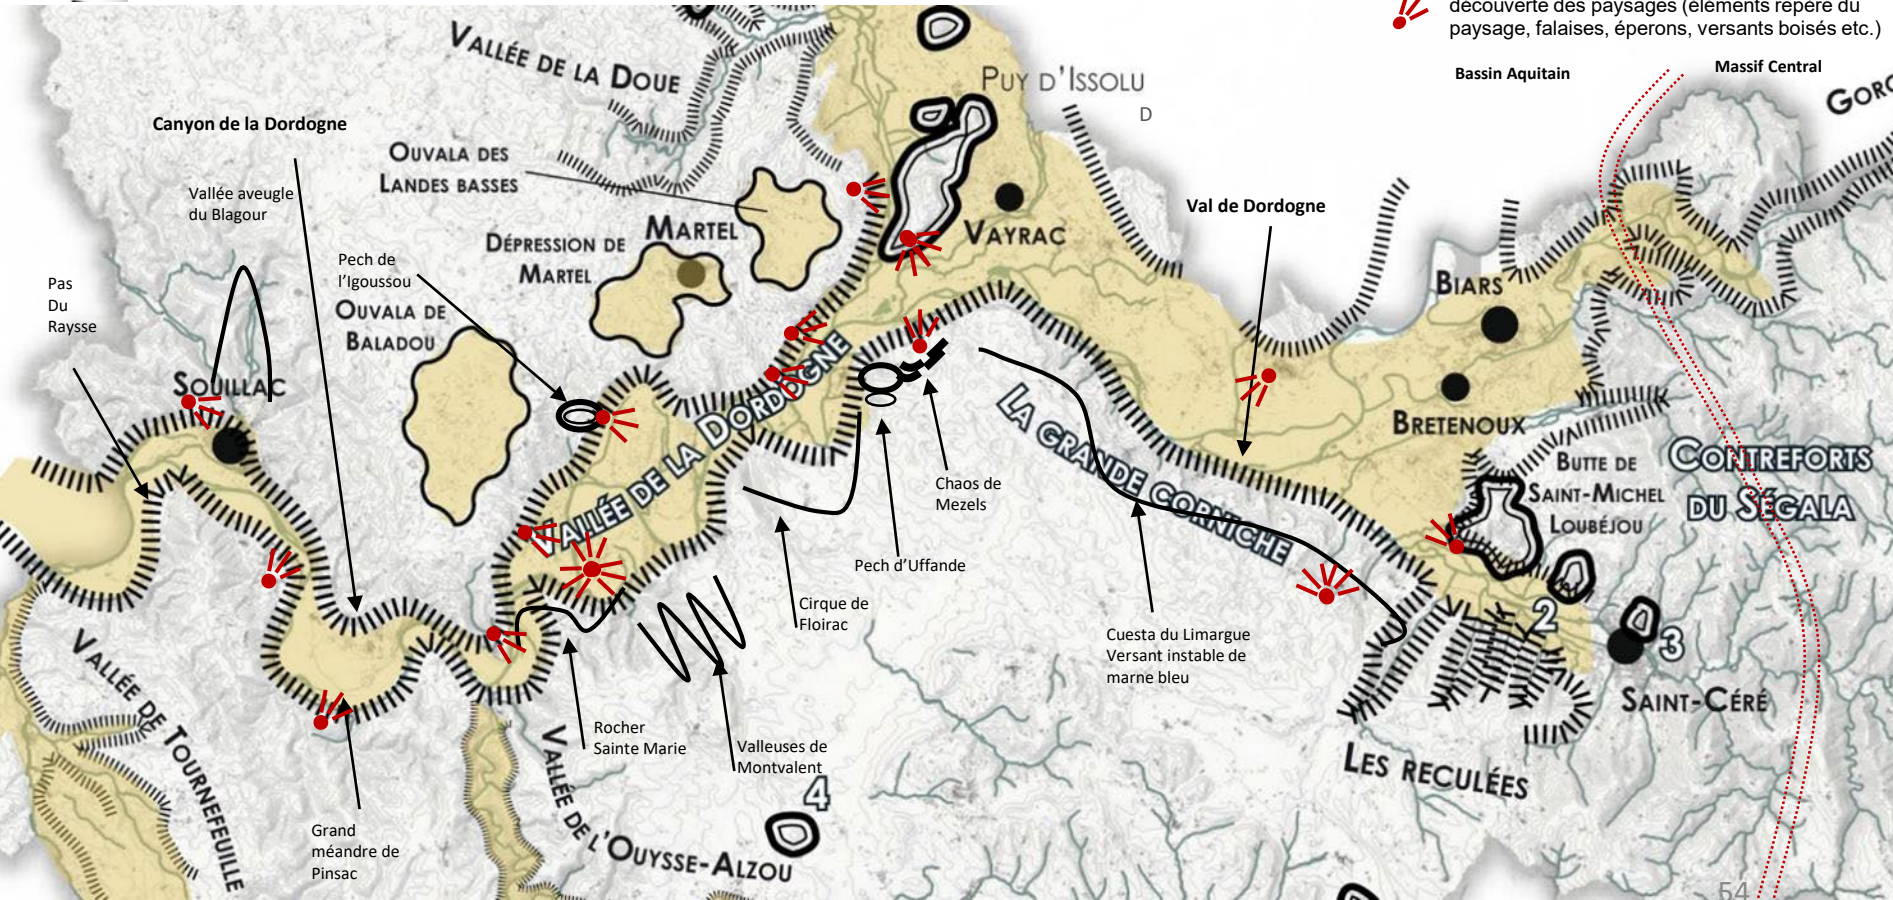 découverte des paysages (éléments repère du
paysage, falaises, éperons, versants boisés etc.)
Bassin Aquitain
Massif Central
VALLÉE DE LA DOUE
PUY D'ISSOLU
D
Canyon de la Dordogne
OUVALA DES
LANDES BASSES
Vallée aveugle
du Blagour
MARTEL
VAYRAC
Val de Dordogne
DÉPRESSION DE
MARTEL
Pech de
l'Igoussou
Pas
Du
Raysse
OUVALA DE
BALADOU
BIARS
SOUILLAC
BRETENOUX
VALLÉE DE LA DORDOGNE
LA GRANDE CORNICHE
CONTREFORTS
DU SÉGALA
BUTTE DE
SAINT-MICHEL
LOUBÉJOU
Chaos de
Mezels
Pech d'Uffande
Cirque de
Floirac
Cuesta du Limargue
Versant instable de
marne bleu
2
3
SAINT-CÉRÉ
VALLÉE DE TOURNEFEUILLE
Rocher
Sainte Marie
Valleuses de
Montvalent
LES RECULÉES
4
VALLÉE DE L'OUYSSE-ALZOU
Grand
méandre de
Pinsac
54